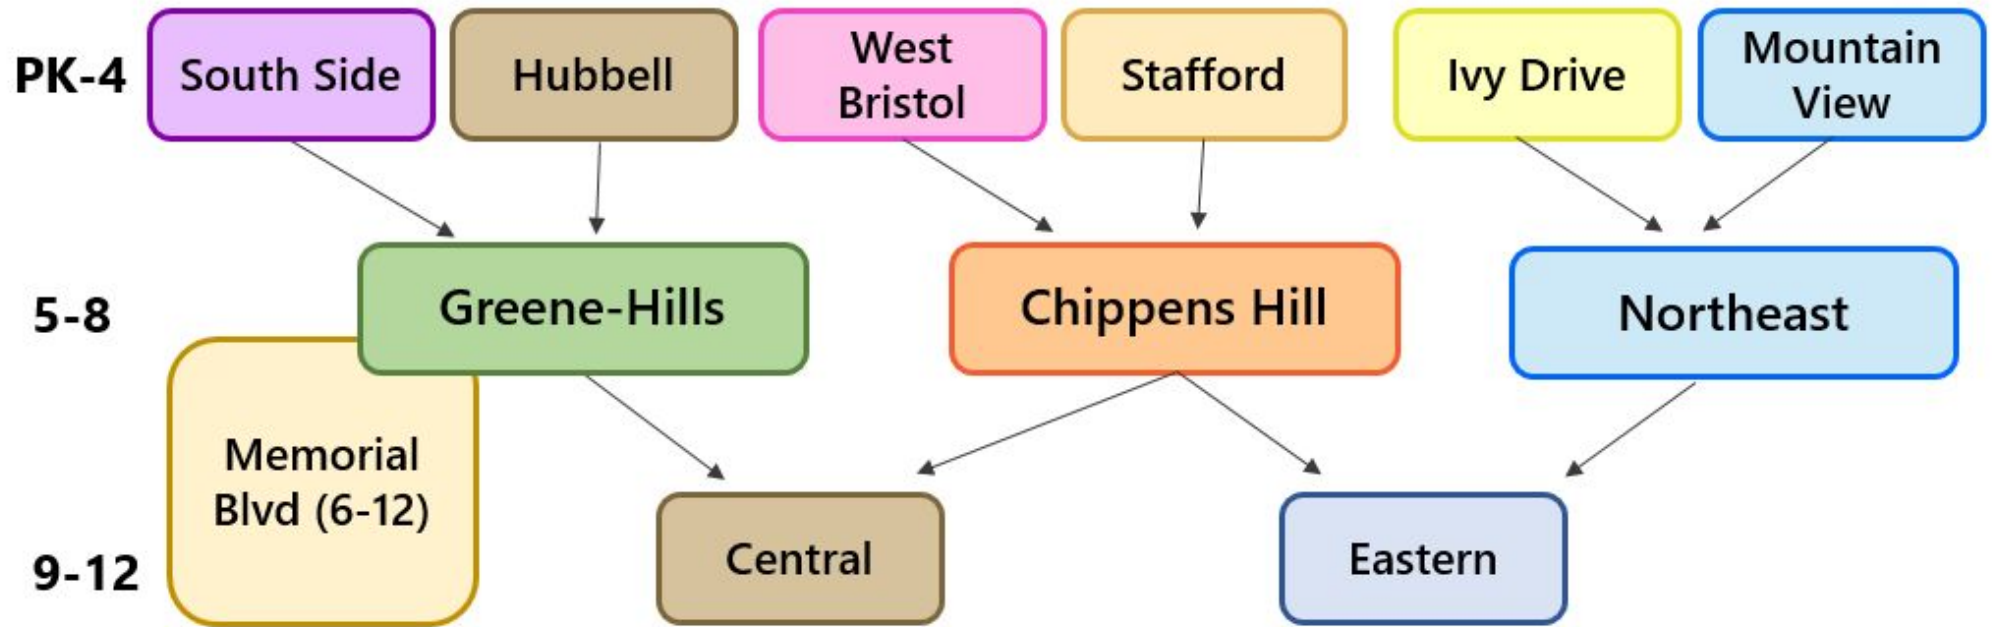 PK-4
South Side
Hubbell
West
Bristol
Stafford
Ivy Drive
Mountain
View
5-8
Greene-Hills
Chippens Hill
Northeast
Memorial
Blvd (6-12)
9-12
Central
Eastern